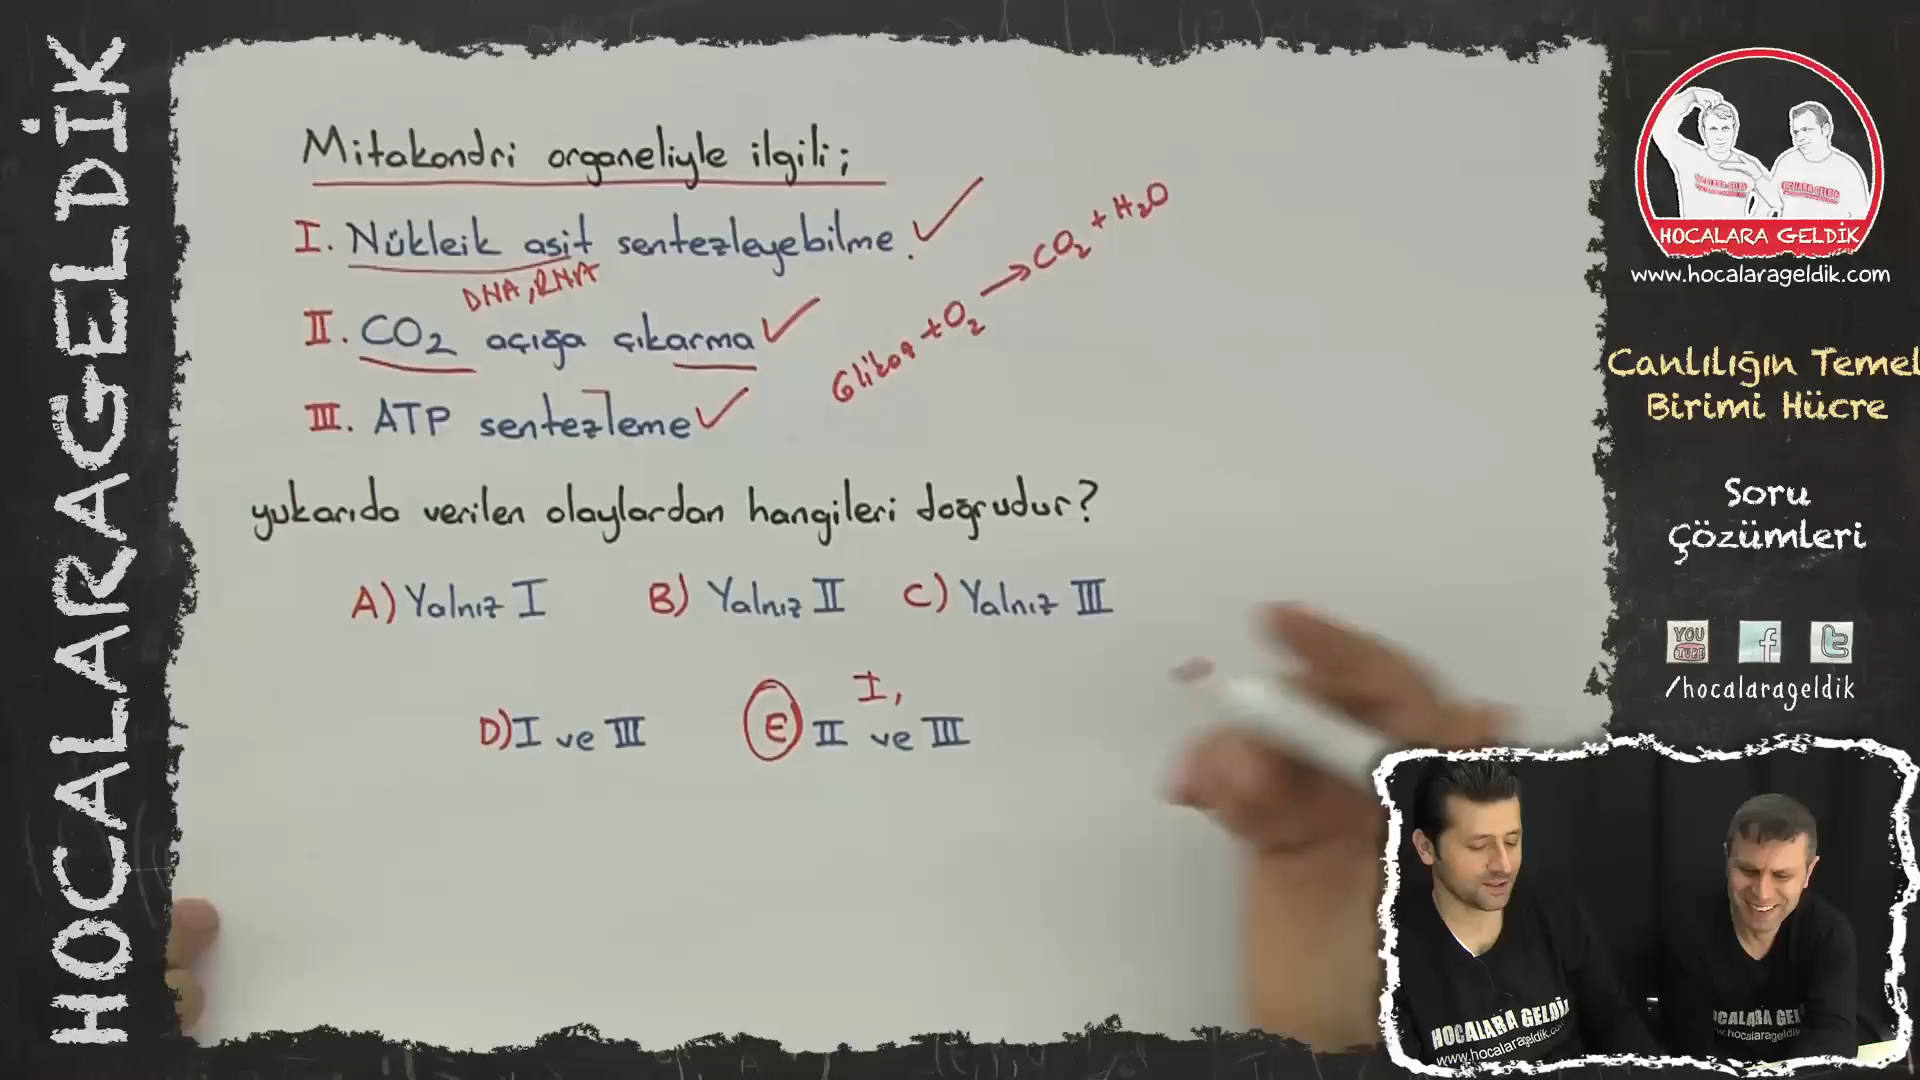 HOCALARAGELDİK
Mitakondri organeliyle ilgili;
I. Nükleik asit sentezleyebilme.
DNA, RNA
II. CO2 açığa çıkarma
Glikoz + O2 → CO2 + H2O
III. ATP sentezleme
yukarıda verilen olaylardan hangileri doğrudur?
A) Yalnız I B) Yalnız II C) Yalnız III
I,
D) I ve III E) II ve III
HOCALARA GELDİK
www.hocalarageldik.com
Canlılığın Temel
Birimi Hücre
Soru
Çözümleri
YOU
TUBE
f
t
/hocalarageldik
HOCALARA GELDİK
www.hocalarageldik.com